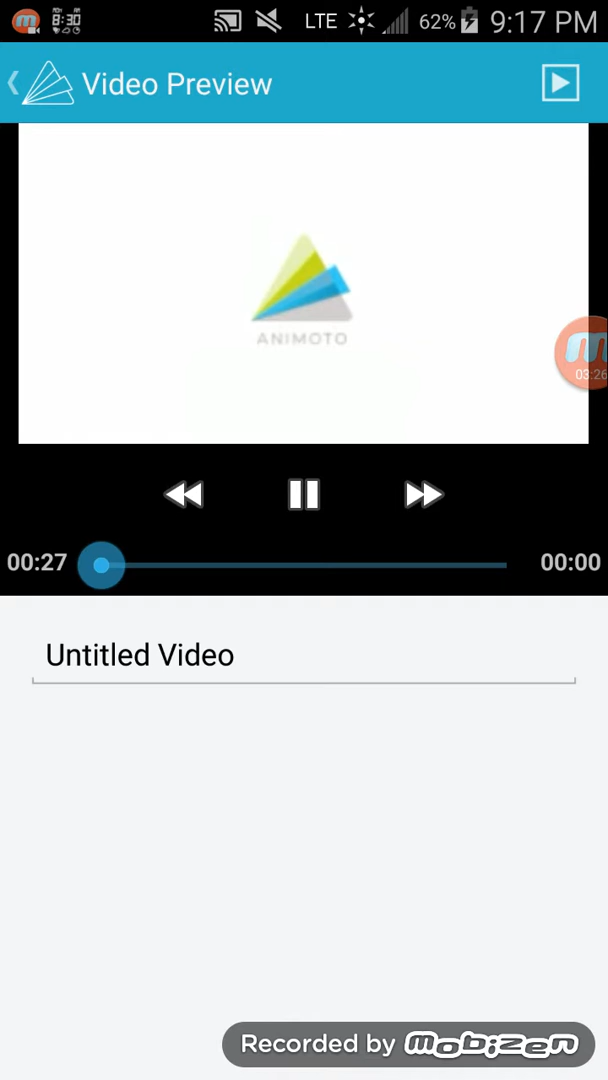 8:30
LTE 62% 9:17 PM
Video Preview
ANIMOTO
03:26
00:27 00:00
Untitled Video
Recorded by mobizen